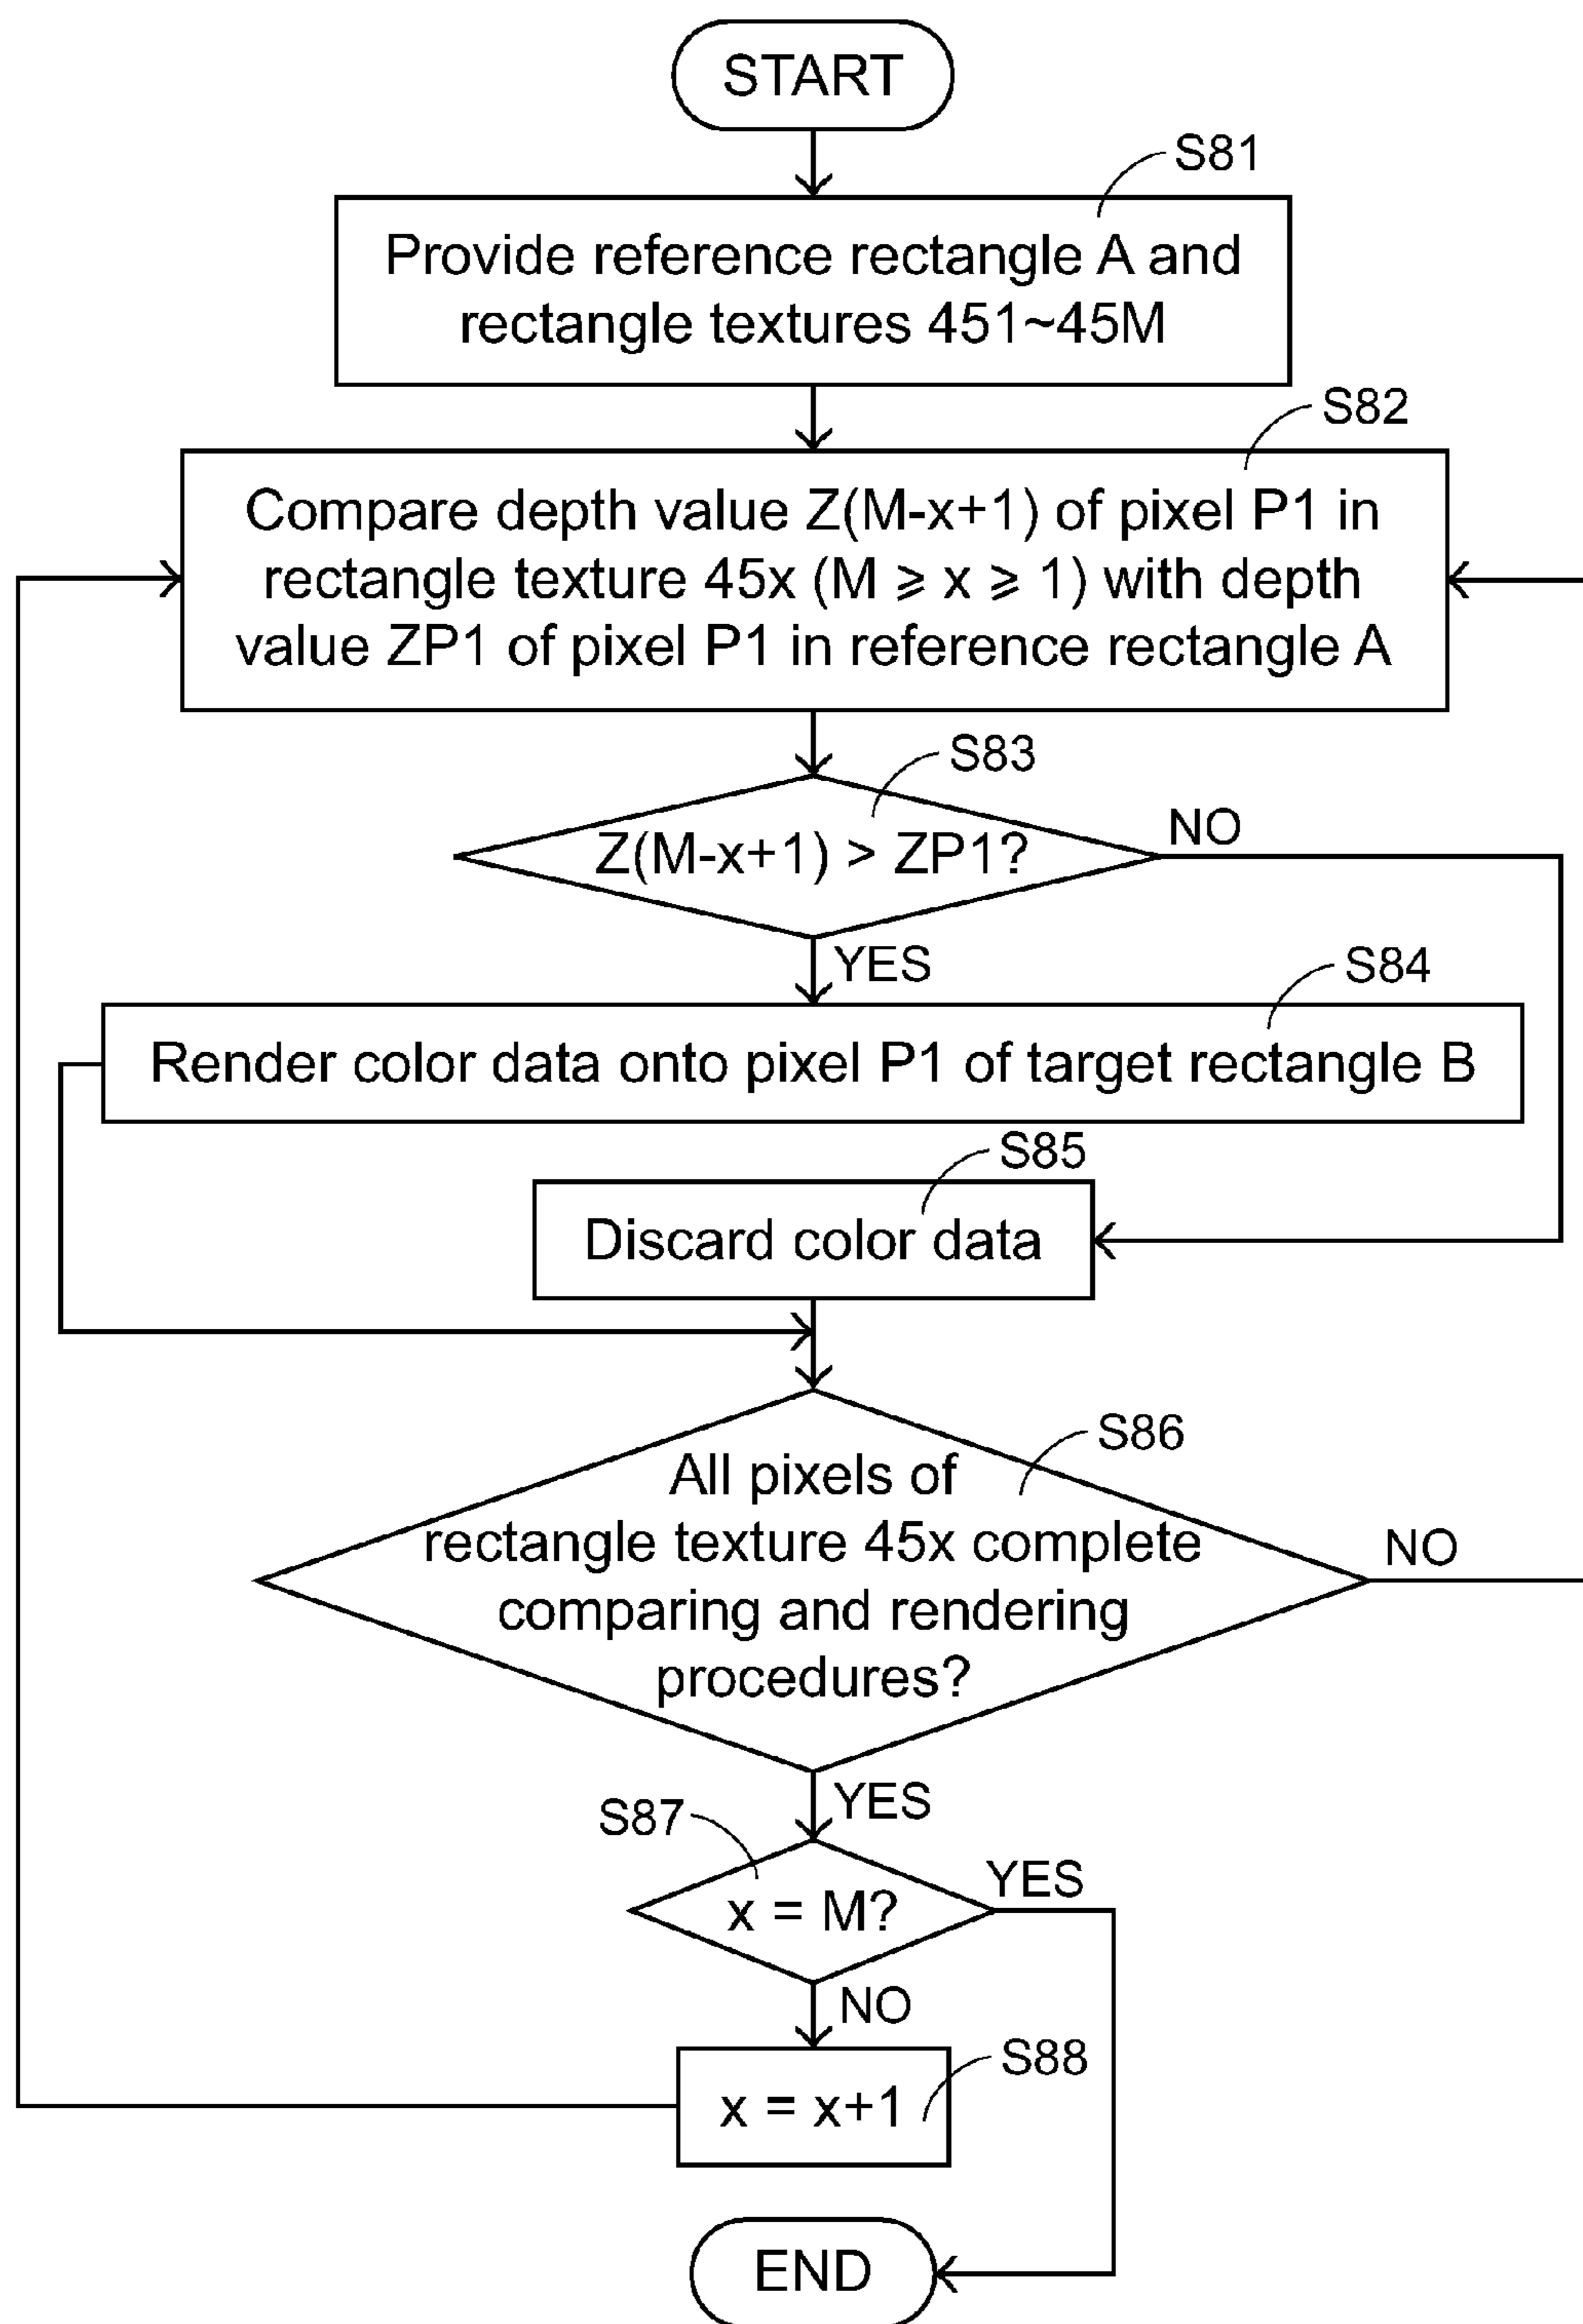 START
S81
Provide reference rectangle A and
rectangle textures 451~45M
S82
Compare depth value Z(M-x+1) of pixel P1 in
rectangle texture 45x (M ⩾ x ⩾ 1) with depth
value ZP1 of pixel P1 in reference rectangle A
S83
Z(M-x+1) > ZP1?
NO
YES
S84
Render color data onto pixel P1 of target rectangle B
S85
Discard color data
S86
All pixels of
rectangle texture 45x complete
comparing and rendering
procedures?
NO
YES
S87
x = M?
YES
NO
S88
x = x+1
END